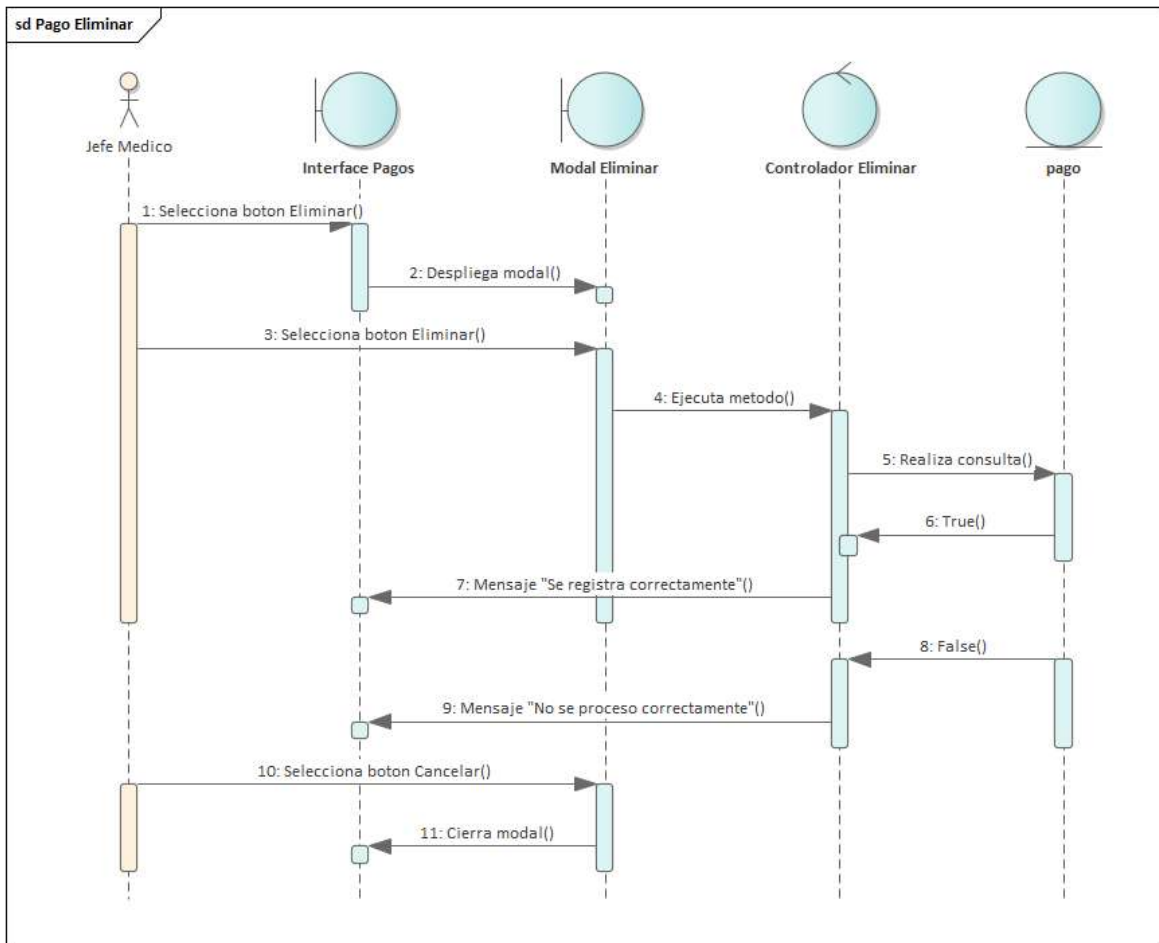 sd Pago Eliminar
Jefe Medico
Interface Pagos
Modal Eliminar
Controlador Eliminar
pago
1: Selecciona boton Eliminar()
2: Despliega modal()
3: Selecciona boton Eliminar()
4: Ejecuta metodo()
5: Realiza consulta()
6: True()
7: Mensaje "Se registra correctamente"()
8: False()
9: Mensaje "No se proceso correctamente"()
10: Selecciona boton Cancelar()
11: Cierra modal()